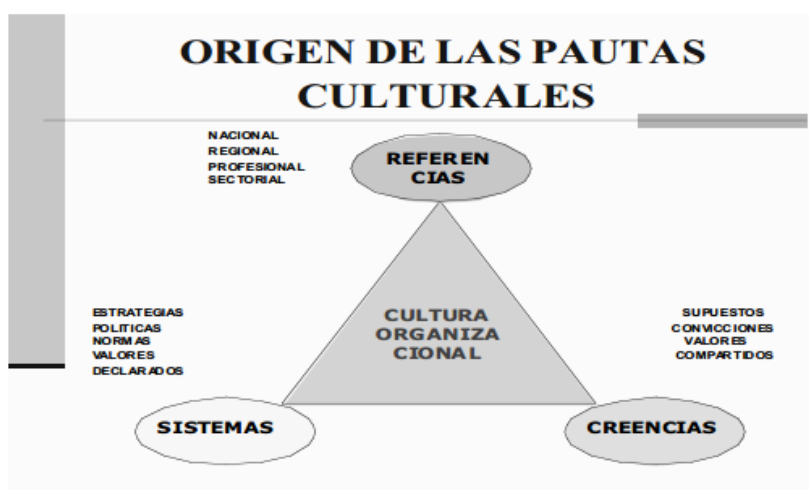 ORIGEN DE LAS PAUTAS
CULTURALES
NACIONAL
REGIONAL
PROFESIONAL
SECTORIAL
REFEREN
CIAS
ESTRATEGIAS
POLITICAS
NORMAS
VALORES
DECLARADOS
CULTURA
ORGANIZA
CIONAL
SUPUESTOS
CONVICCIONES
VALORES
COMPARTIDOS
SISTEMAS
CREENCIAS